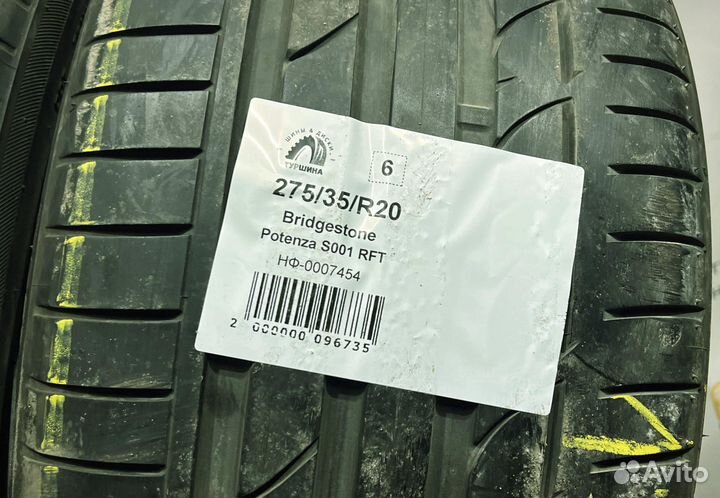 ШИНЫ & ДИСКИ
ТУРШИНА
6
275/35/R20
Bridgestone
Potenza S001 RFT
НФ-0007454
2 000000 096735
Avito